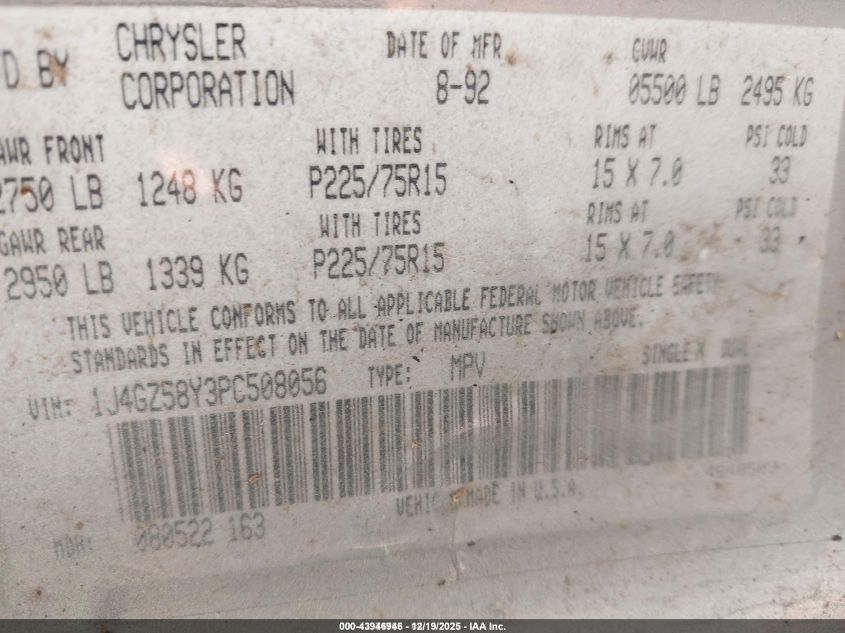 D BY CHRYSLER CORPORATION DATE OF MFR 8-92 GVWR 05500 LB 2495 KG
AWR FRONT WITH TIRES RIMS AT PSI COLD
2750 LB 1248 KG P225/75R15 15 X 7.0 33
GAWR REAR WITH TIRES RIMS AT PSI COLD
2950 LB 1339 KG P225/75R15 15 X 7.0 33
THIS VEHICLE CONFORMS TO ALL APPLICABLE FEDERAL MOTOR VEHICLE SAFETY
STANDARDS IN EFFECT ON THE DATE OF MANUFACTURE SHOWN ABOVE.
VIN: 1J4GZ58Y3PC508056 TYPE: MPV SINGLE X DUAL
VEHICLE MADE IN U.S.A.
MDH: 080522 163
000-43946946 - 12/19/2025 - IAA Inc.